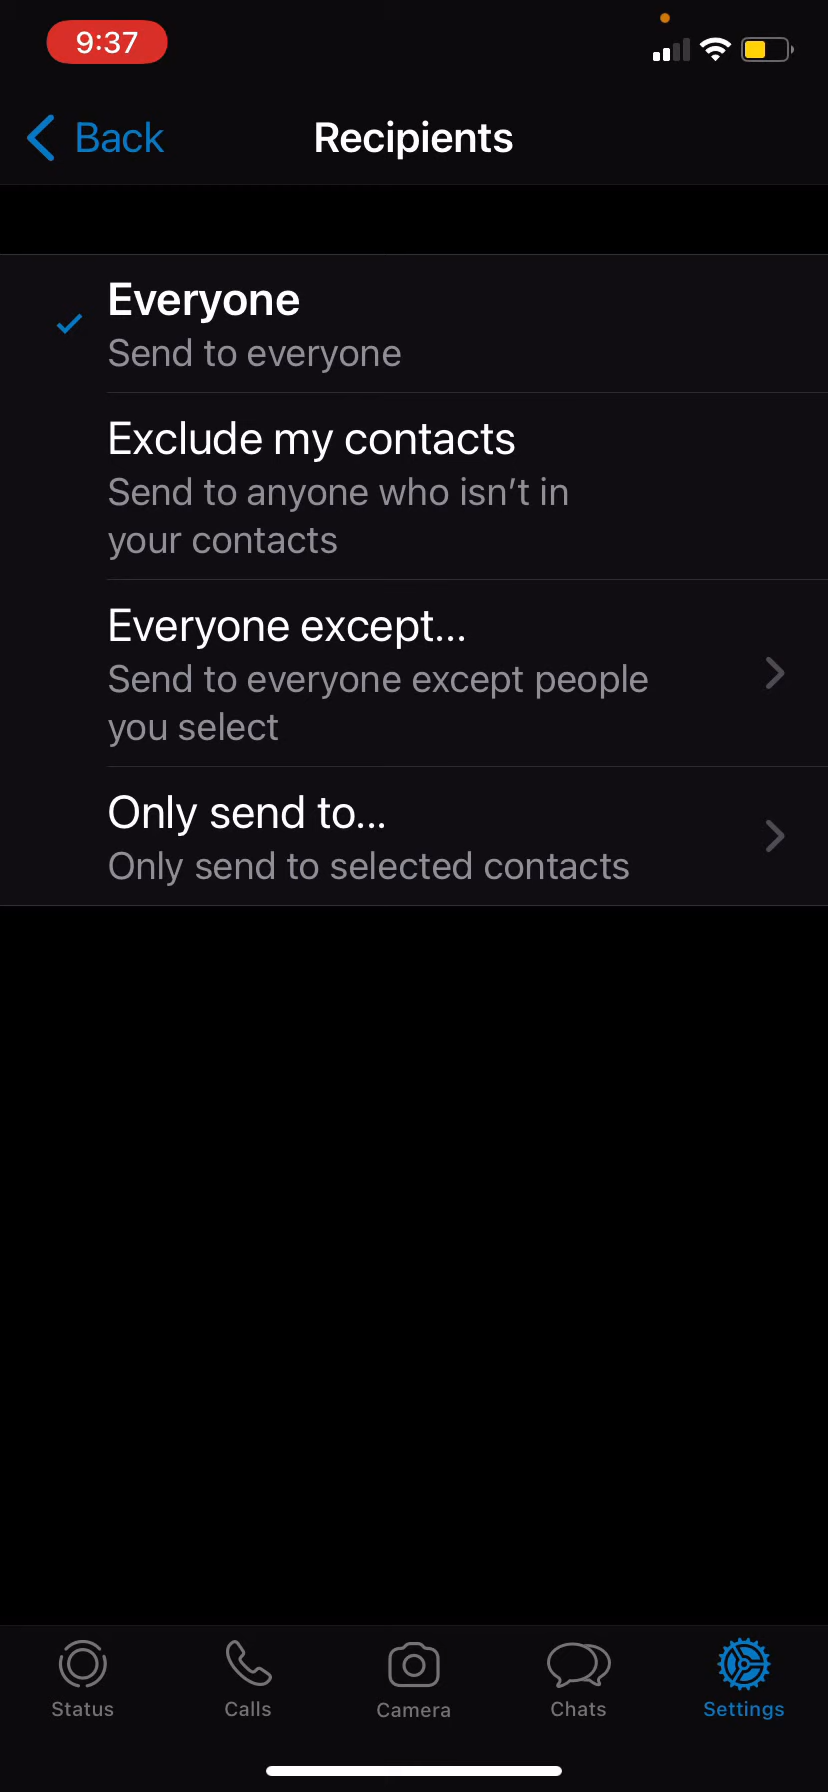 9:37
Back
Recipients
Everyone
Send to everyone
Exclude my contacts
Send to anyone who isn’t in
your contacts
Everyone except...
Send to everyone except people
you select
Only send to...
Only send to selected contacts
Status
Calls
Camera
Chats
Settings